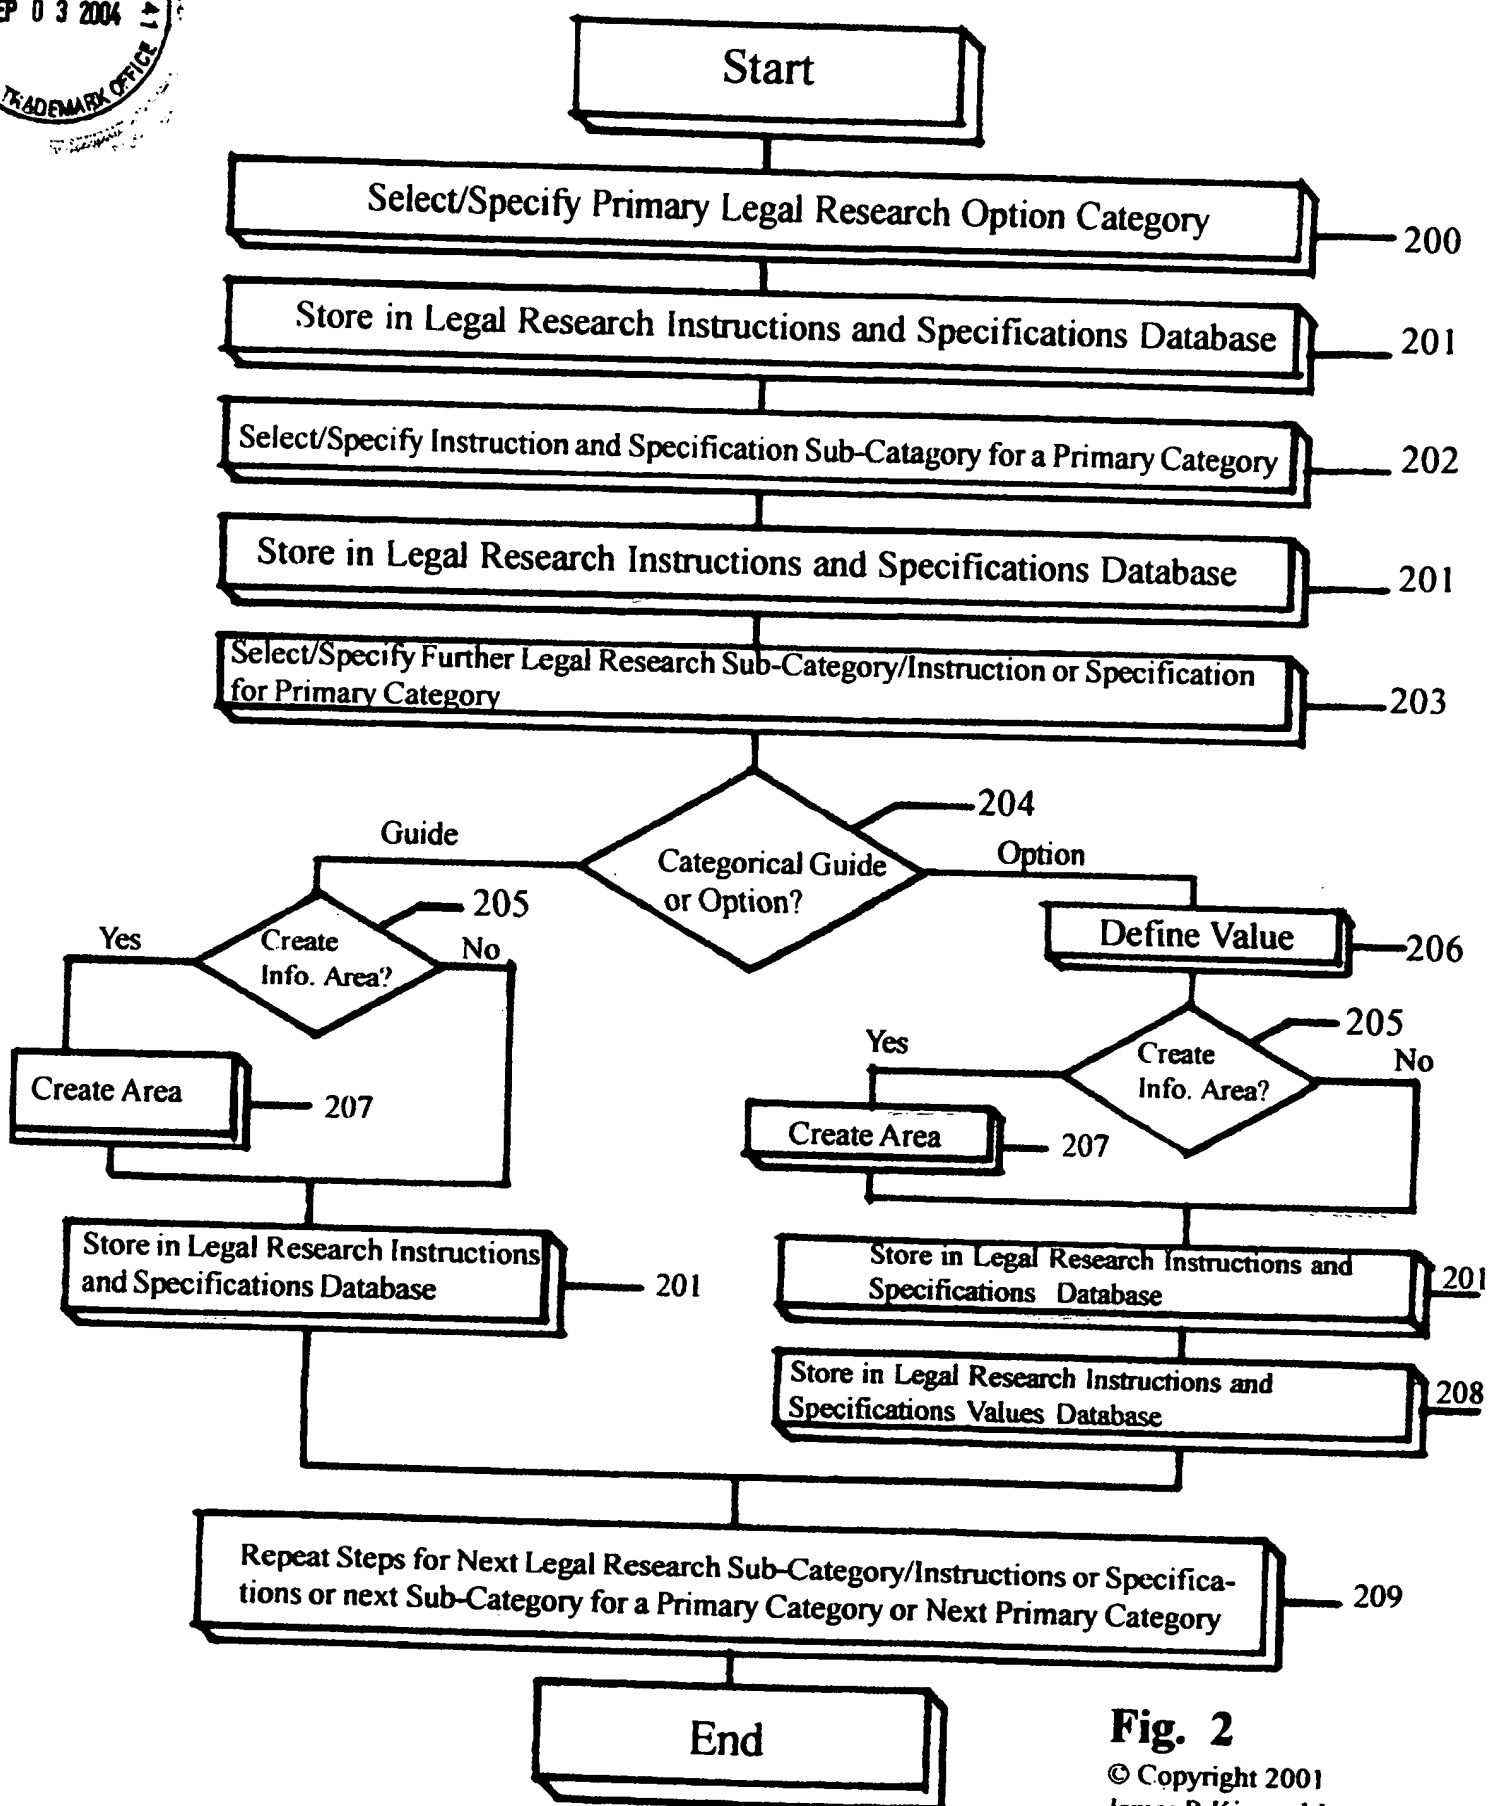 EP 0 3 2004
41
TRADEMARK OFFICE
Start
Select/Specify Primary Legal Research Option Category
200
Store in Legal Research Instructions and Specifications Database
201
Select/Specify Instruction and Specification Sub-Catagory for a Primary Category
202
Store in Legal Research Instructions and Specifications Database
201
Select/Specify Further Legal Research Sub-Category/Instruction or Specification
for Primary Category
203
204
Guide
Categorical Guide
or Option?
Option
205
Yes
Create
Info. Area?
No
Define Value
206
205
Yes
Create
Info. Area?
No
Create Area
207
Create Area
207
Store in Legal Research Instructions
and Specifications Database
201
Store in Legal Research Instructions and
Specifications Database
201
Store in Legal Research Instructions and
Specifications Values Database
208
Repeat Steps for Next Legal Research Sub-Category/Instructions or Specifica-
tions or next Sub-Category for a Primary Category or Next Primary Category
209
End
Fig. 2
© Copyright 2001